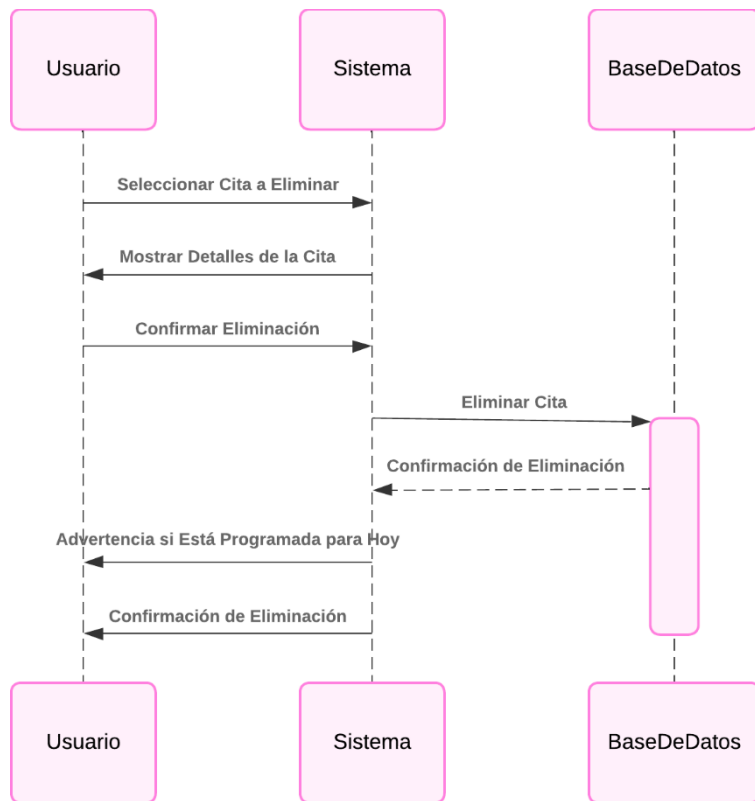 Usuario
Sistema
BaseDeDatos
Seleccionar Cita a Eliminar
Mostrar Detalles de la Cita
Confirmar Eliminación
Eliminar Cita
Confirmación de Eliminación
Advertencia si Está Programada para Hoy
Confirmación de Eliminación
Usuario
Sistema
BaseDeDatos